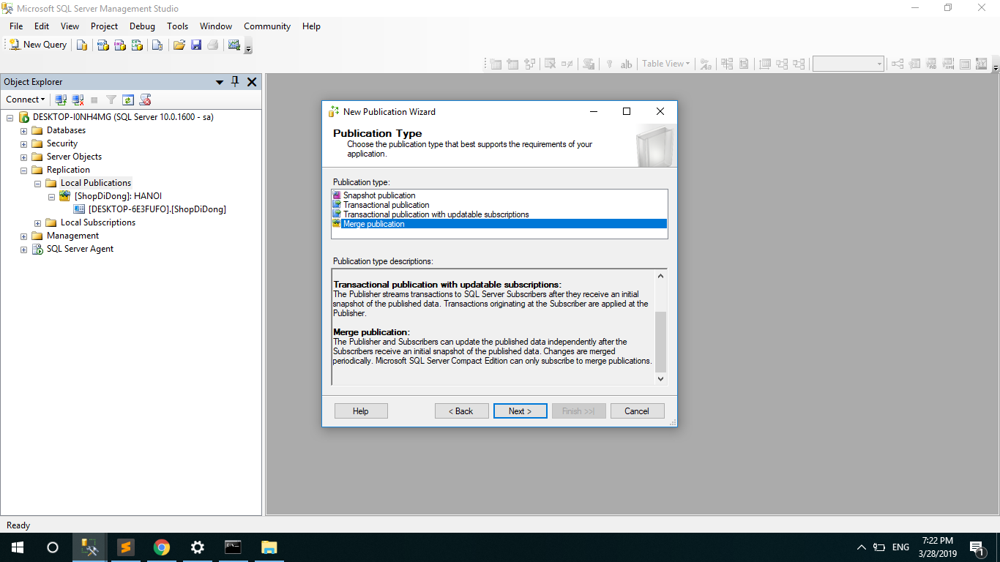 Microsoft SQL Server Management Studio
File Edit View Project Debug Tools Window Community Help
New Query
Table View
Object Explorer
Connect
DESKTOP-I0NH4MG (SQL Server 10.0.1600 - sa)
Databases
Security
Server Objects
Replication
Local Publications
[ShopDiDong]: HANOI
[DESKTOP-6E3FUFO].[ShopDiDong]
Local Subscriptions
Management
SQL Server Agent
New Publication Wizard
Publication Type
Choose the publication type that best supports the requirements of your
application.
Publication type:
Snapshot publication
Transactional publication
Transactional publication with updatable subscriptions
Merge publication
Publication type descriptions:
Transactional publication with updatable subscriptions:
The Publisher streams transactions to SQL Server Subscribers after they receive an initial
snapshot of the published data. Transactions originating at the Subscriber are applied at the
Publisher.
Merge publication:
The Publisher and Subscribers can update the published data independently after the
Subscribers receive an initial snapshot of the published data. Changes are merged
periodically. Microsoft SQL Server Compact Edition can only subscribe to merge publications.
Help < Back Next > Finish >>| Cancel
Ready
ENG
7:22 PM
3/28/2019
1